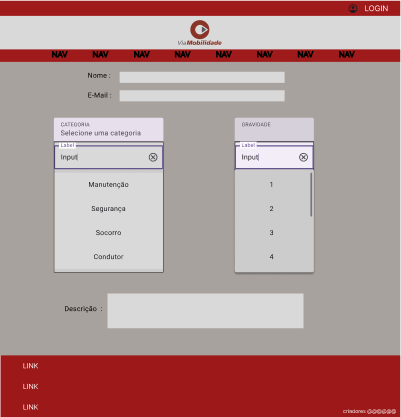 LOGIN
ViaMobilidade
NAV NAV NAV NAV NAV NAV NAV NAV
Nome :
E-Mail :
CATEGORIA
Selecione uma categoria
Label
Input
Manutenção
Segurança
Socorro
Condutor
GRAVIDADE
Label
Input
1
2
3
4
Descrição :
LINK
LINK
LINK
criadores @@@@@@